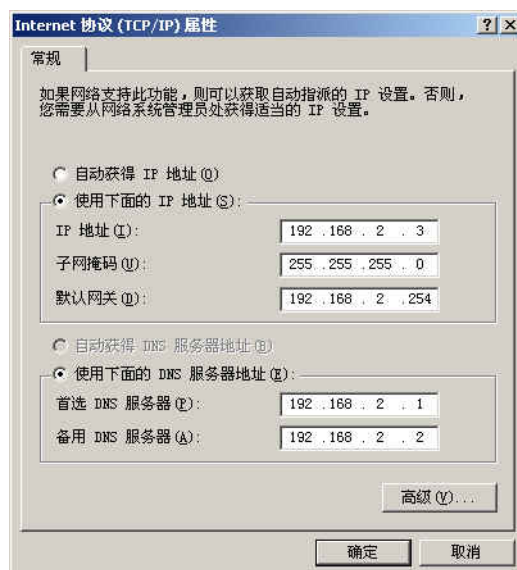 Internet 协议 (TCP/IP) 属性
常规
如果网络支持此功能，则可以获取自动指派的 IP 设置。否则，
您需要从网络系统管理员处获得适当的 IP 设置。
自动获得 IP 地址(O)
使用下面的 IP 地址(S):
IP 地址(I): 192 .168 . 2 . 3
子网掩码(U): 255 .255 .255 . 0
默认网关(D): 192 .168 . 2 .254
自动获得 DNS 服务器地址(B)
使用下面的 DNS 服务器地址(E):
首选 DNS 服务器(P): 192 .168 . 2 . 1
备用 DNS 服务器(A): 192 .168 . 2 . 2
高级(V)...
确定 取消